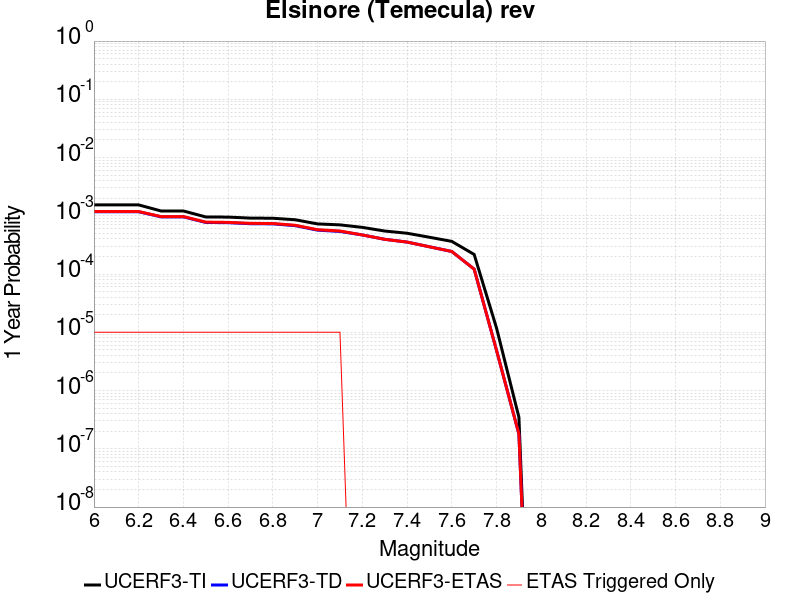 Elsinore (Temecula) rev
10^0
10^-1
10^-2
10^-3
10^-4
10^-5
10^-6
10^-7
10^-8
1 Year Probability
6 6.2 6.4 6.6 6.8 7 7.2 7.4 7.6 7.8 8 8.2 8.4 8.6 8.8 9
Magnitude
UCERF3-TI UCERF3-TD UCERF3-ETAS ETAS Triggered Only